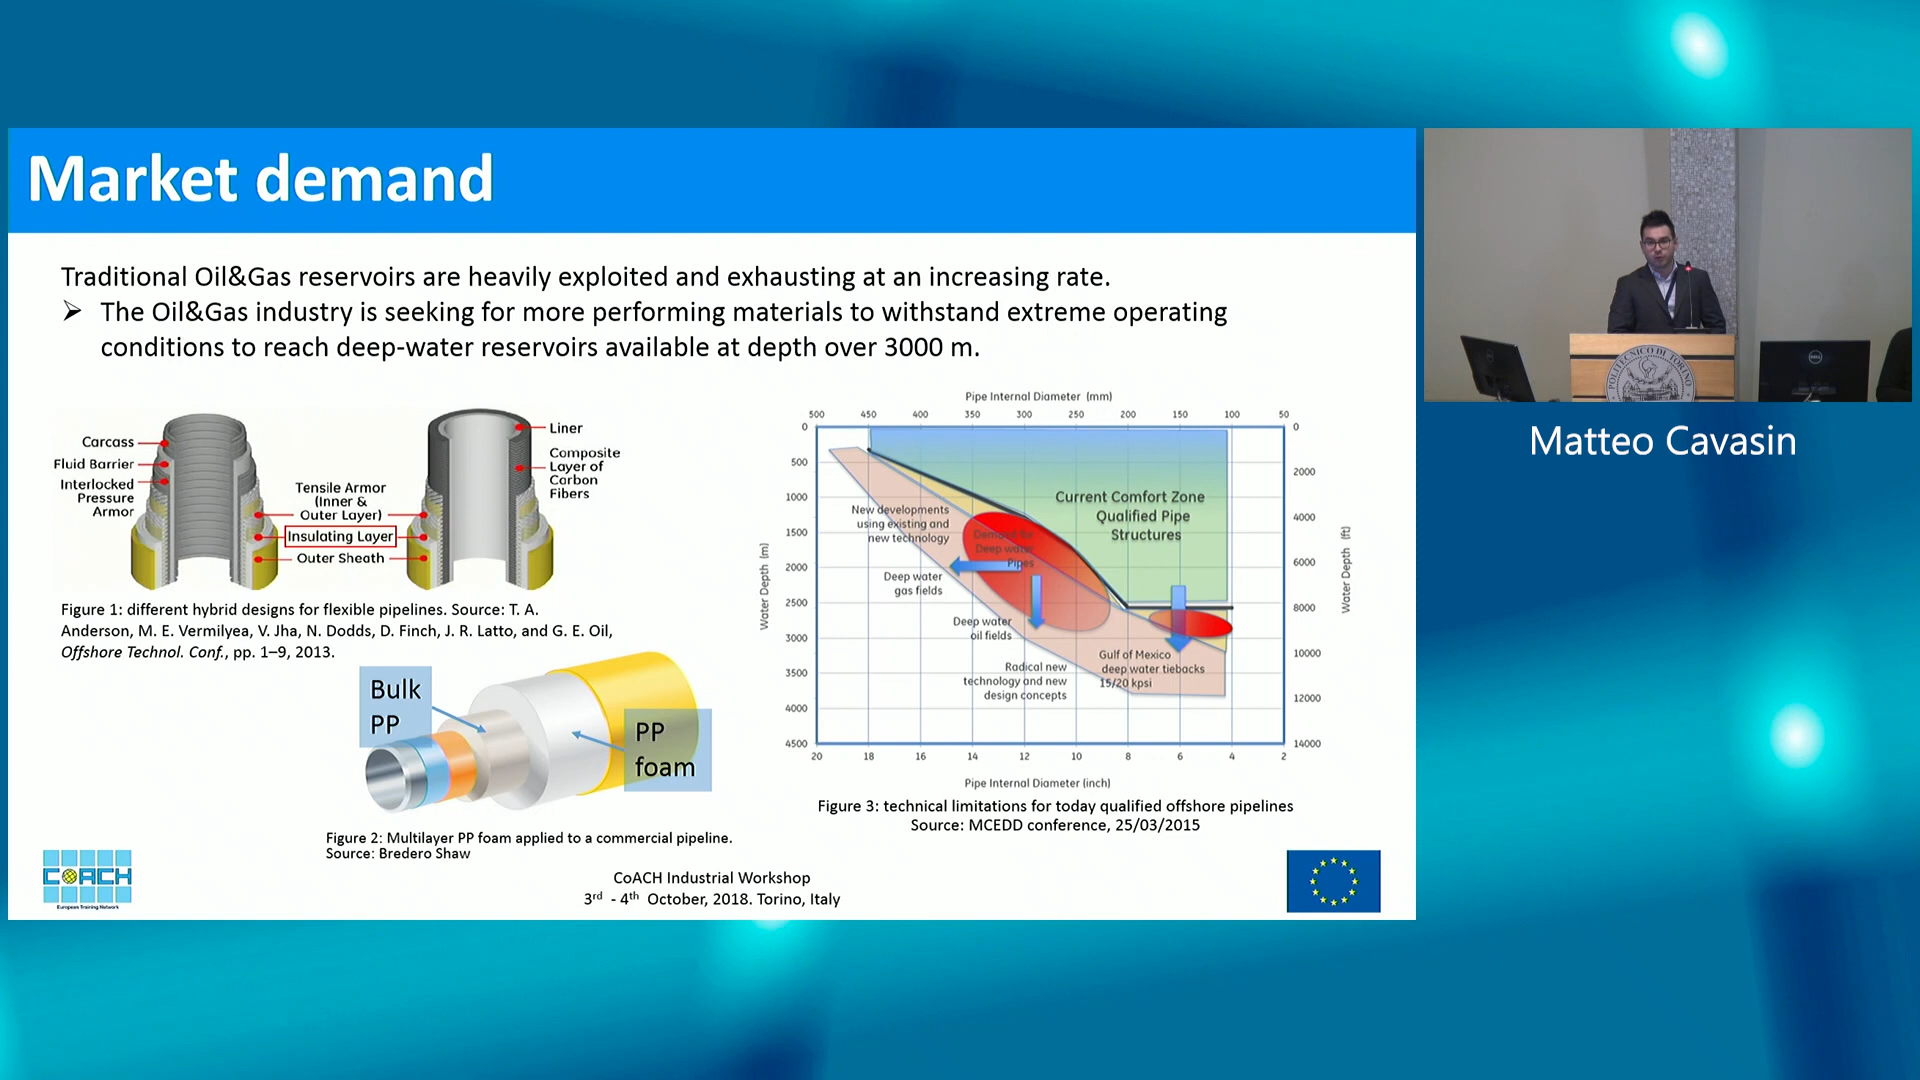 Market demand
Traditional Oil&Gas reservoirs are heavily exploited and exhausting at an increasing rate.
➢ The Oil&Gas industry is seeking for more performing materials to withstand extreme operating
conditions to reach deep-water reservoirs available at depth over 3000 m.
Carcass
Fluid Barrier
Interlocked
Pressure
Armor
Tensile Armor
(Inner &
Outer Layer)
Insulating Layer
Outer Sheath
Liner
Composite
Layer of
Carbon
Fibers
Figure 1: different hybrid designs for flexible pipelines. Source: T. A.
Anderson, M. E. Vermilyea, V. Jha, N. Dodds, D. Finch, J. R. Latto, and G. E. Oil,
Offshore Technol. Conf., pp. 1–9, 2013.
Bulk
PP
PP
foam
Figure 2: Multilayer PP foam applied to a commercial pipeline.
Source: Bredero Shaw
Pipe Internal Diameter (mm)
500 450 400 350 300 250 200 150 100 50
0
500
1000
1500
2000
2500
3000
3500
4000
4500
Water Depth (m)
Current Comfort Zone
Qualified Pipe
Structures
New developments
using existing and
new technology
Demand for
Deep water
Pipes
Deep water
gas fields
Deep water
oil fields
Radical new
technology and new
design concepts
Gulf of Mexico
deep water tiebacks
15/20 kpsi
0
2000
4000
6000
8000
10000
12000
14000
Water Depth (ft)
20 18 16 14 12 10 8 6 4 2
Pipe Internal Diameter (inch)
Figure 3: technical limitations for today qualified offshore pipelines
Source: MCEDD conference, 25/03/2015
COACH
European Training Network
CoACH Industrial Workshop
3rd - 4th October, 2018. Torino, Italy
POLITECNICO DI TORINO
DELL
Matteo Cavasin